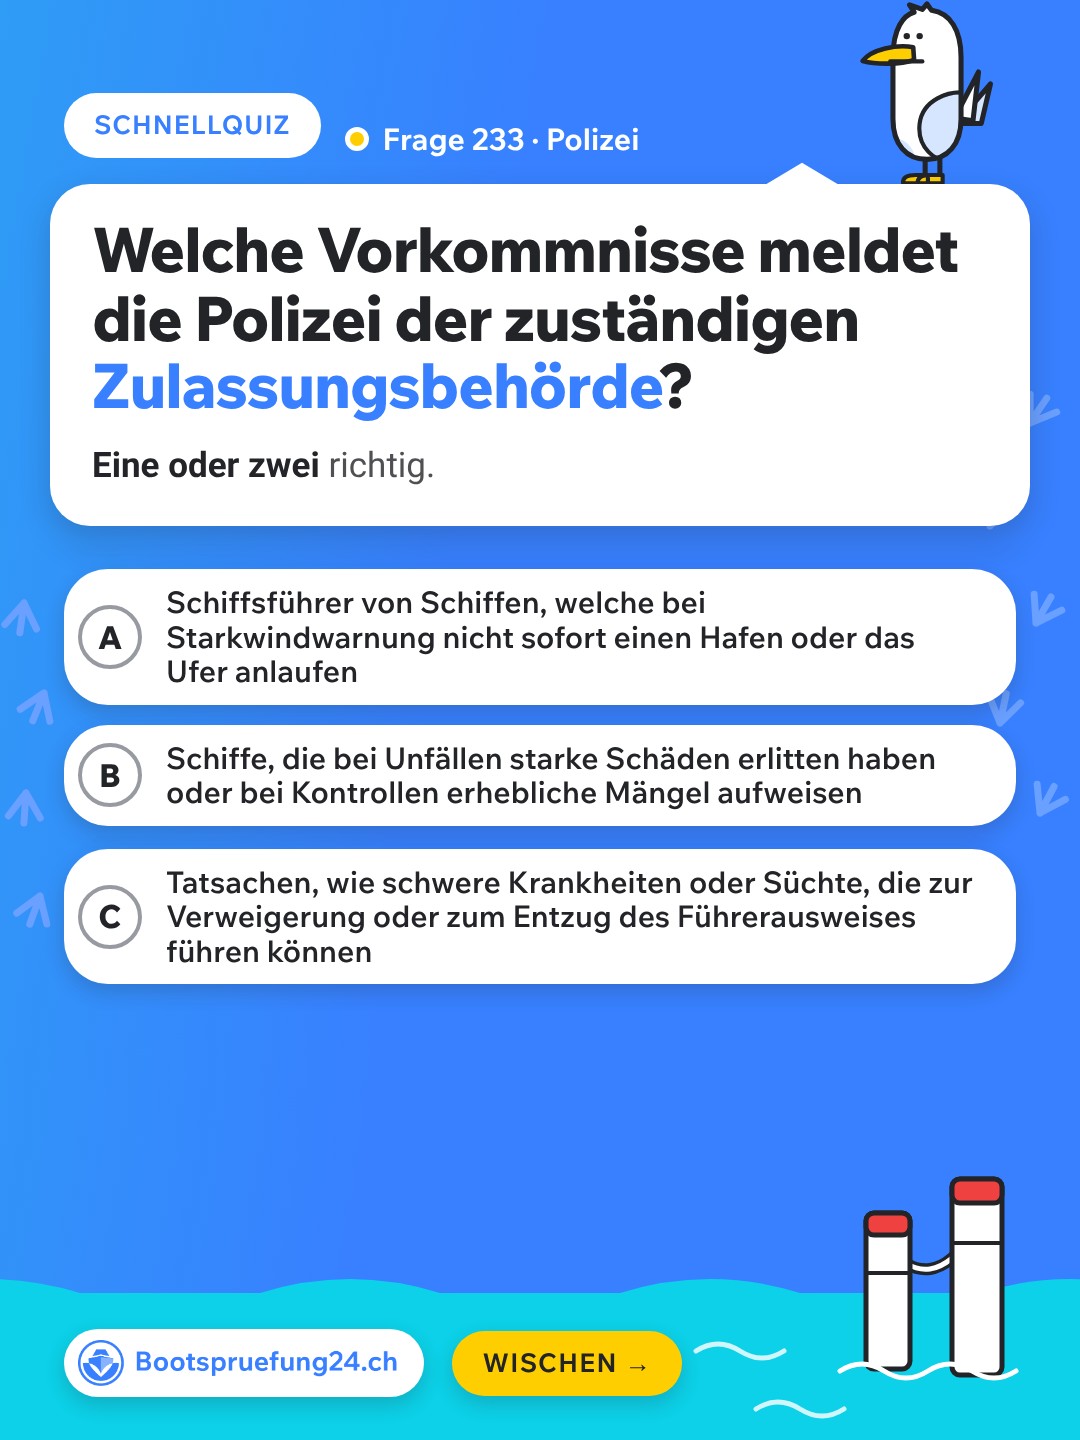 SCHNELLQUIZ
Frage 233 · Polizei
Welche Vorkommnisse meldet
die Polizei der zuständigen
Zulassungsbehörde?
Eine oder zwei richtig.
A
Schiffsführer von Schiffen, welche bei
Starkwindwarnung nicht sofort einen Hafen oder das
Ufer anlaufen
B
Schiffe, die bei Unfällen starke Schäden erlitten haben
oder bei Kontrollen erhebliche Mängel aufweisen
C
Tatsachen, wie schwere Krankheiten oder Süchte, die zur
Verweigerung oder zum Entzug des Führerausweises
führen können
Bootspruefung24.ch
WISCHEN →